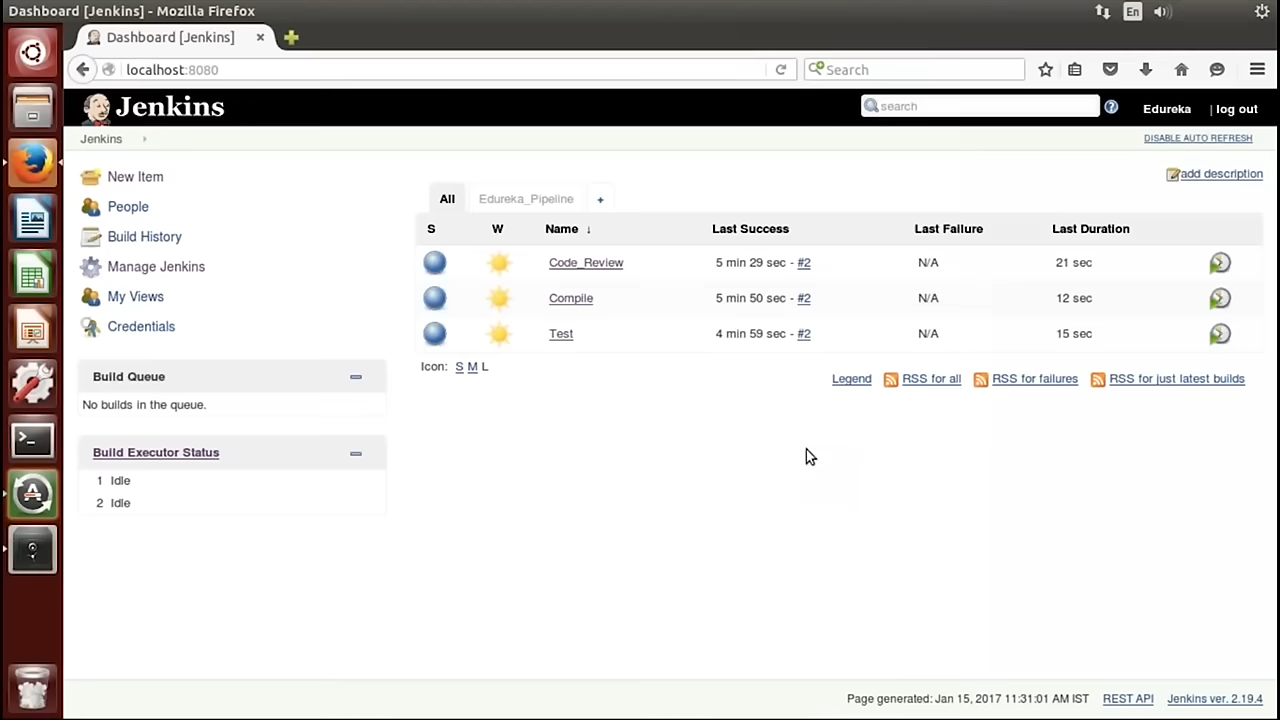 Dashboard [Jenkins] - Mozilla Firefox
En
Dashboard [Jenkins]
localhost:8080
Search
Jenkins
search
Edureka | log out
Jenkins
DISABLE AUTO REFRESH
New Item
People
Build History
Manage Jenkins
My Views
Credentials
add description
All Edureka_Pipeline +
S W Name ↓ Last Success Last Failure Last Duration
Code_Review 5 min 29 sec - #2 N/A 21 sec
Compile 5 min 50 sec - #2 N/A 12 sec
Test 4 min 59 sec - #2 N/A 15 sec
Icon: S M L
Legend RSS for all RSS for failures RSS for just latest builds
Build Queue
No builds in the queue.
Build Executor Status
1 Idle
2 Idle
Page generated: Jan 15, 2017 11:31:01 AM IST REST API Jenkins ver. 2.19.4